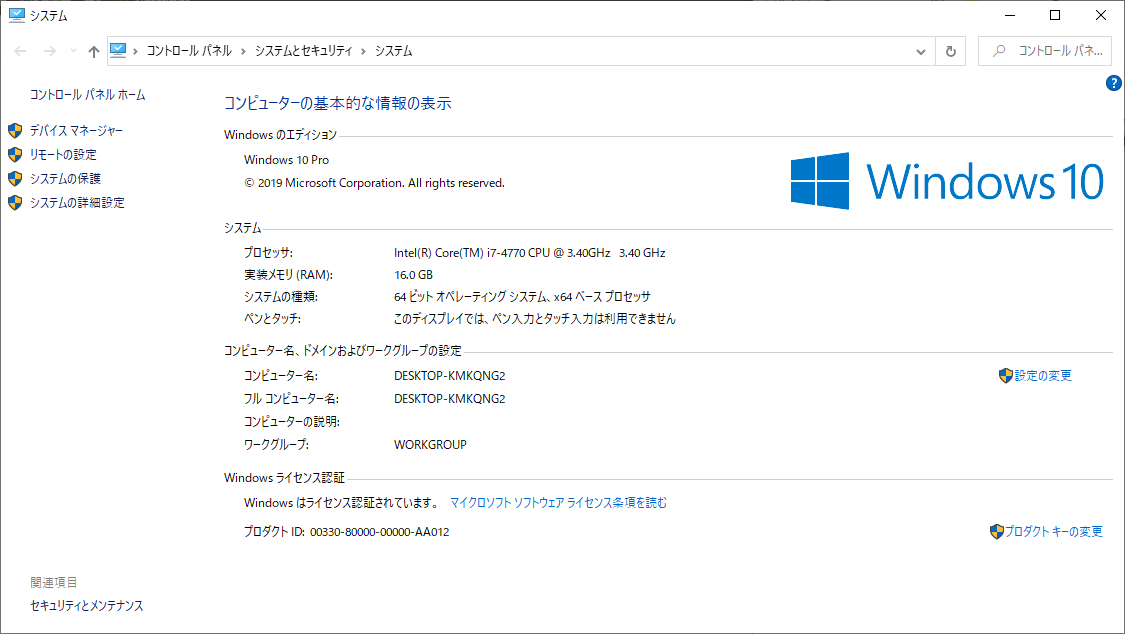 システム
コントロール パネル › システムとセキュリティ › システム
コントロール パネ...
?
コントロール パネル ホーム
デバイス マネージャー
リモートの設定
システムの保護
システムの詳細設定
コンピューターの基本的な情報の表示
Windows のエディション
Windows 10 Pro
© 2019 Microsoft Corporation. All rights reserved.
Windows 10
システム
プロセッサ: Intel(R) Core(TM) i7-4770 CPU @ 3.40GHz 3.40 GHz
実装メモリ (RAM): 16.0 GB
システムの種類: 64 ビット オペレーティング システム、x64 ベース プロセッサ
ペンとタッチ: このディスプレイでは、ペン入力とタッチ入力は利用できません
コンピューター名、ドメインおよびワークグループの設定
コンピューター名: DESKTOP-KMKQNG2 設定の変更
フル コンピューター名: DESKTOP-KMKQNG2
コンピューターの説明:
ワークグループ: WORKGROUP
Windows ライセンス認証
Windows はライセンス認証されています。 マイクロソフト ソフトウェア ライセンス条項を読む
プロダクト ID: 00330-80000-00000-AA012 プロダクト キーの変更
関連項目
セキュリティとメンテナンス